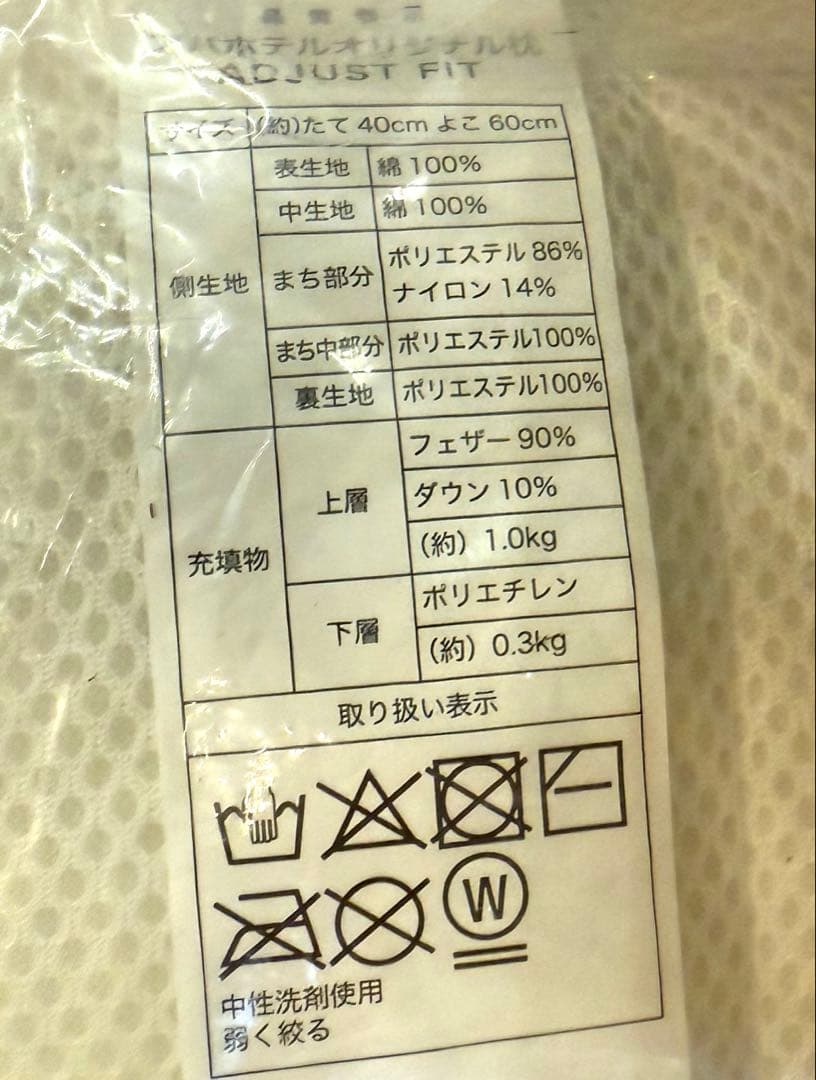 品質表示
アパホテルオリジナル枕
ADJUST FIT
サイズ (約)たて 40cm よこ 60cm
側生地 表生地 綿 100%
中生地 綿 100%
まち部分 ポリエステル 86%
ナイロン 14%
まち中部分 ポリエステル100%
裏生地 ポリエステル100%
充填物 上層 フェザー 90%
ダウン 10%
(約) 1.0kg
下層 ポリエチレン
(約) 0.3kg
取り扱い表示
W
中性洗剤使用
弱く絞る